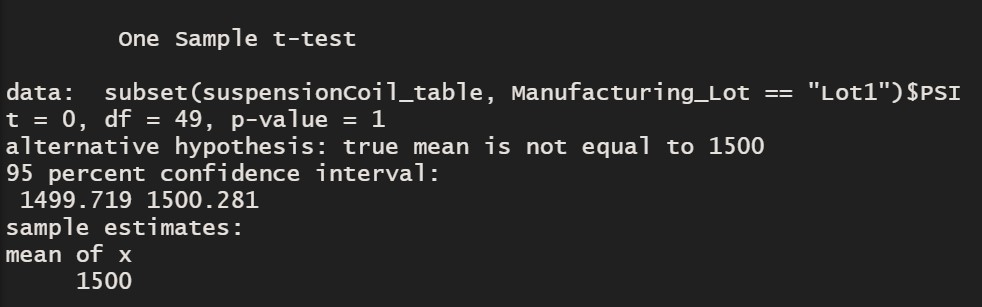 One Sample t-test
data:  subset(suspensionCoil_table, Manufacturing_Lot == "Lot1")$PSI
t = 0, df = 49, p-value = 1
alternative hypothesis: true mean is not equal to 1500
95 percent confidence interval:
1499.719 1500.281
sample estimates:
mean of x
1500